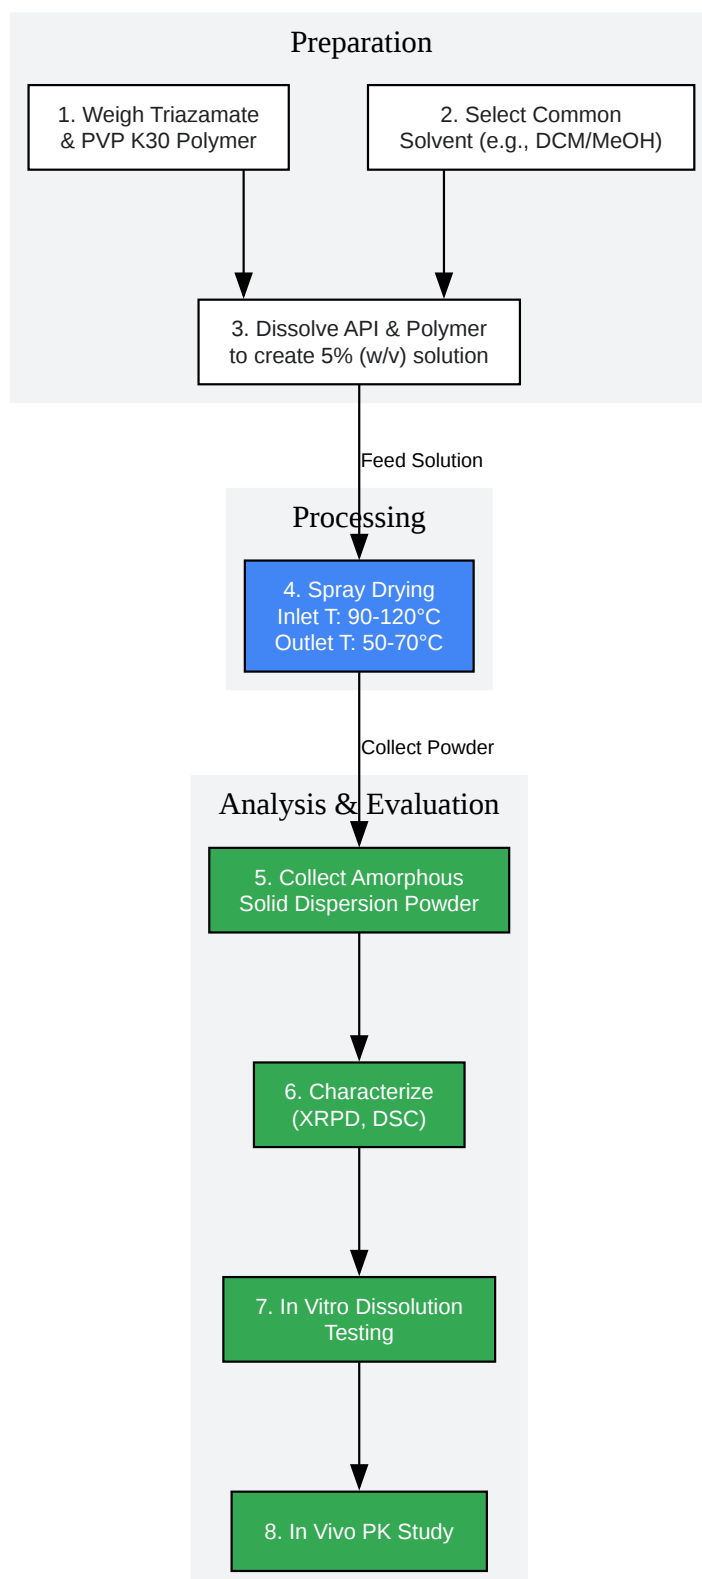 Preparation
1. Weigh Triazamate
& PVP K30 Polymer
2. Select Common
Solvent (e.g., DCM/MeOH)
3. Dissolve API & Polymer
to create 5% (w/v) solution
Feed Solution
Processing
4. Spray Drying
Inlet T: 90-120°C
Outlet T: 50-70°C
Collect Powder
Analysis & Evaluation
5. Collect Amorphous
Solid Dispersion Powder
6. Characterize
(XRPD, DSC)
7. In Vitro Dissolution
Testing
8. In Vivo PK Study